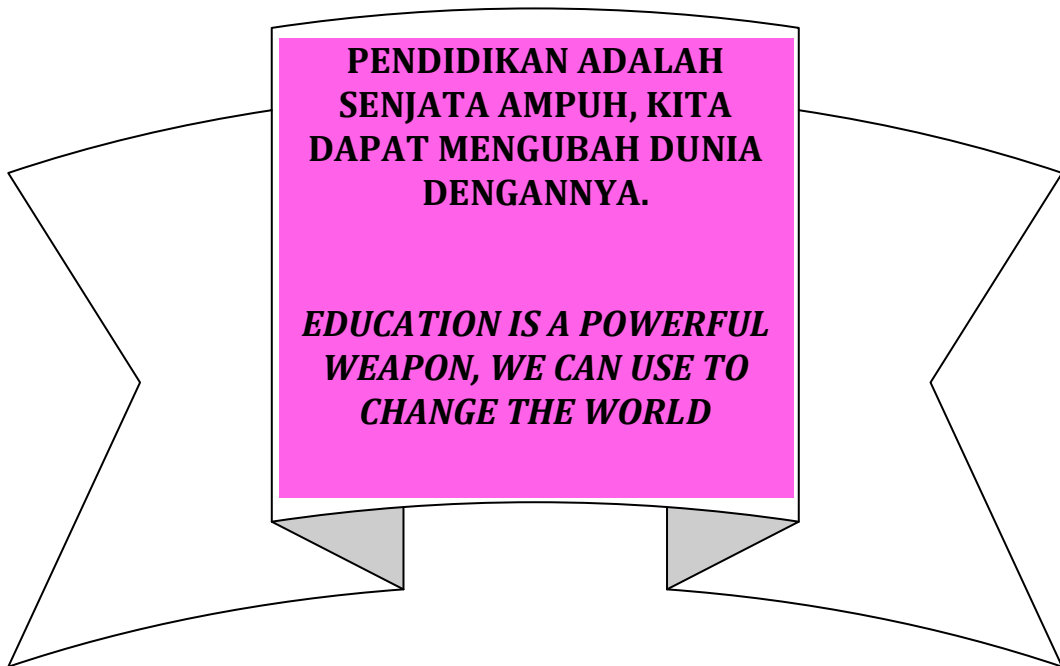 PENDIDIKAN ADALAH
SENJATA AMPUH, KITA
DAPAT MENGUBAH DUNIA
DENGANNYA.
EDUCATION IS A POWERFUL
WEAPON, WE CAN USE TO
CHANGE THE WORLD